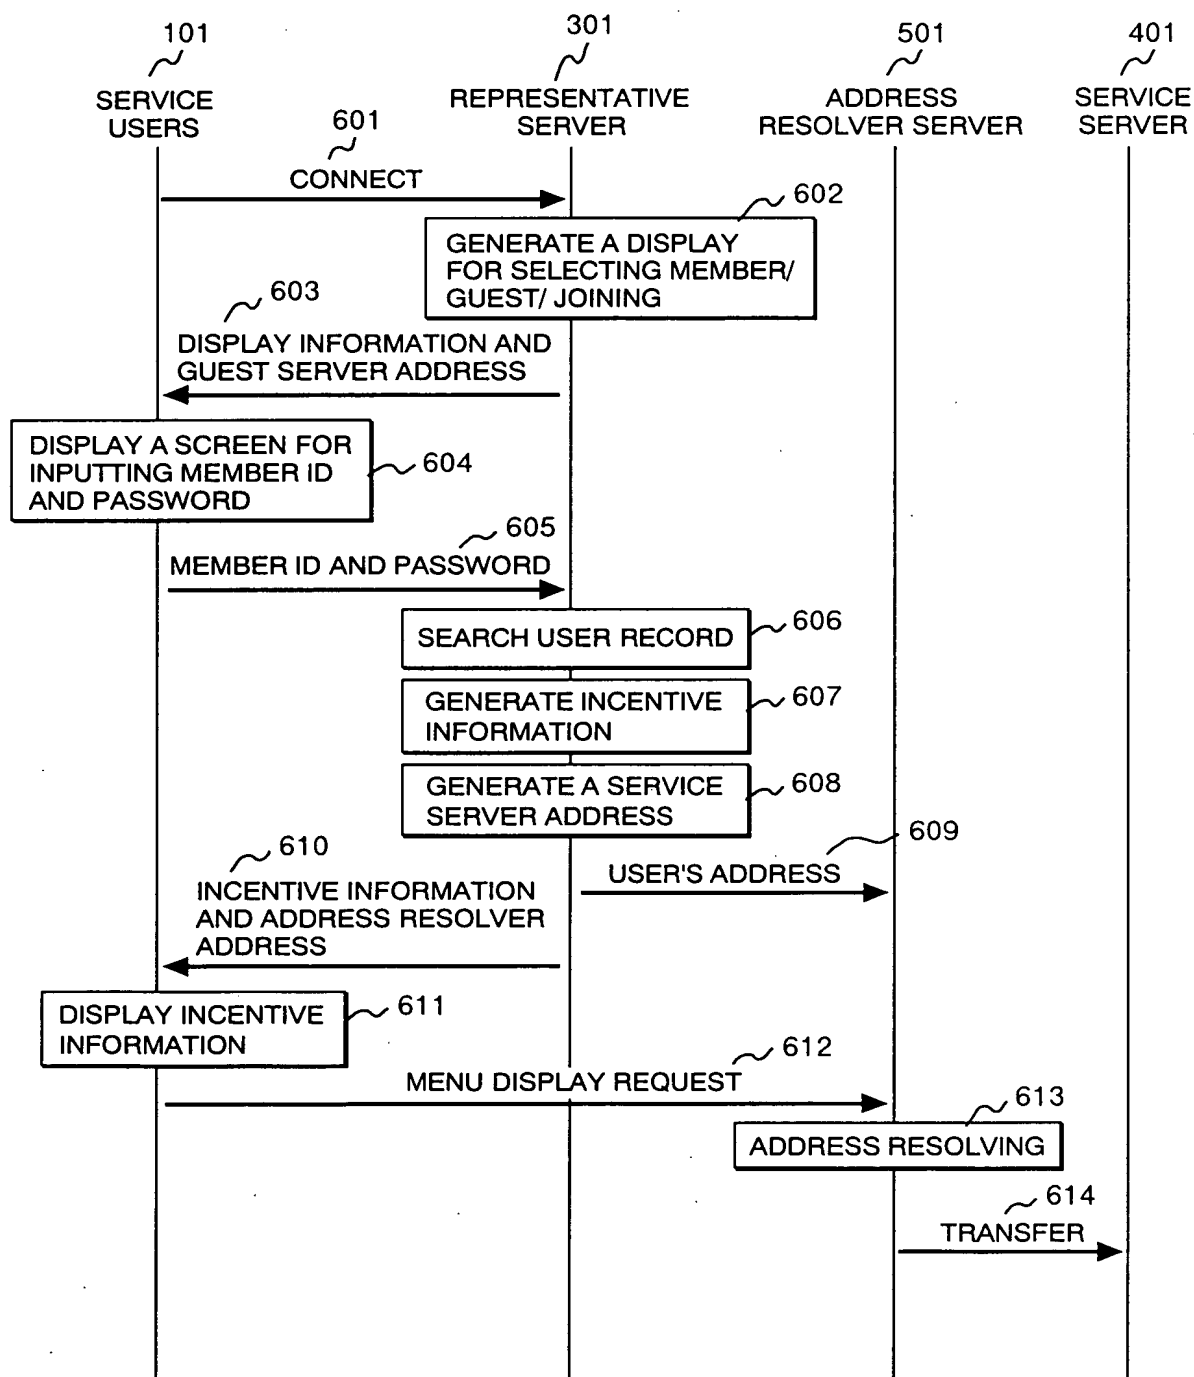 101
301
501
401
SERVICE
USERS
REPRESENTATIVE
SERVER
ADDRESS
RESOLVER SERVER
SERVICE
SERVER
601
CONNECT
602
GENERATE A DISPLAY
FOR SELECTING MEMBER/
GUEST/ JOINING
603
DISPLAY INFORMATION AND
GUEST SERVER ADDRESS
DISPLAY A SCREEN FOR
INPUTTING MEMBER ID
AND PASSWORD
604
605
MEMBER ID AND PASSWORD
SEARCH USER RECORD
606
GENERATE INCENTIVE
INFORMATION
607
GENERATE A SERVICE
SERVER ADDRESS
608
609
USER'S ADDRESS
610
INCENTIVE INFORMATION
AND ADDRESS RESOLVER
ADDRESS
DISPLAY INCENTIVE
INFORMATION
611
612
MENU DISPLAY REQUEST
613
ADDRESS RESOLVING
614
TRANSFER